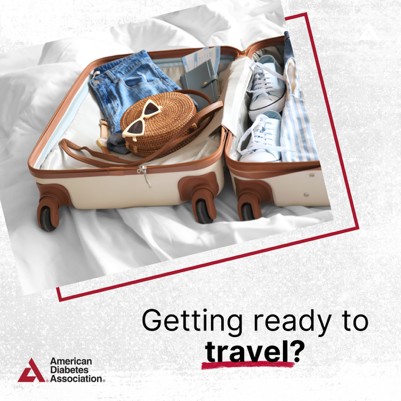 Getting ready to
travel?
American
Diabetes
Association®